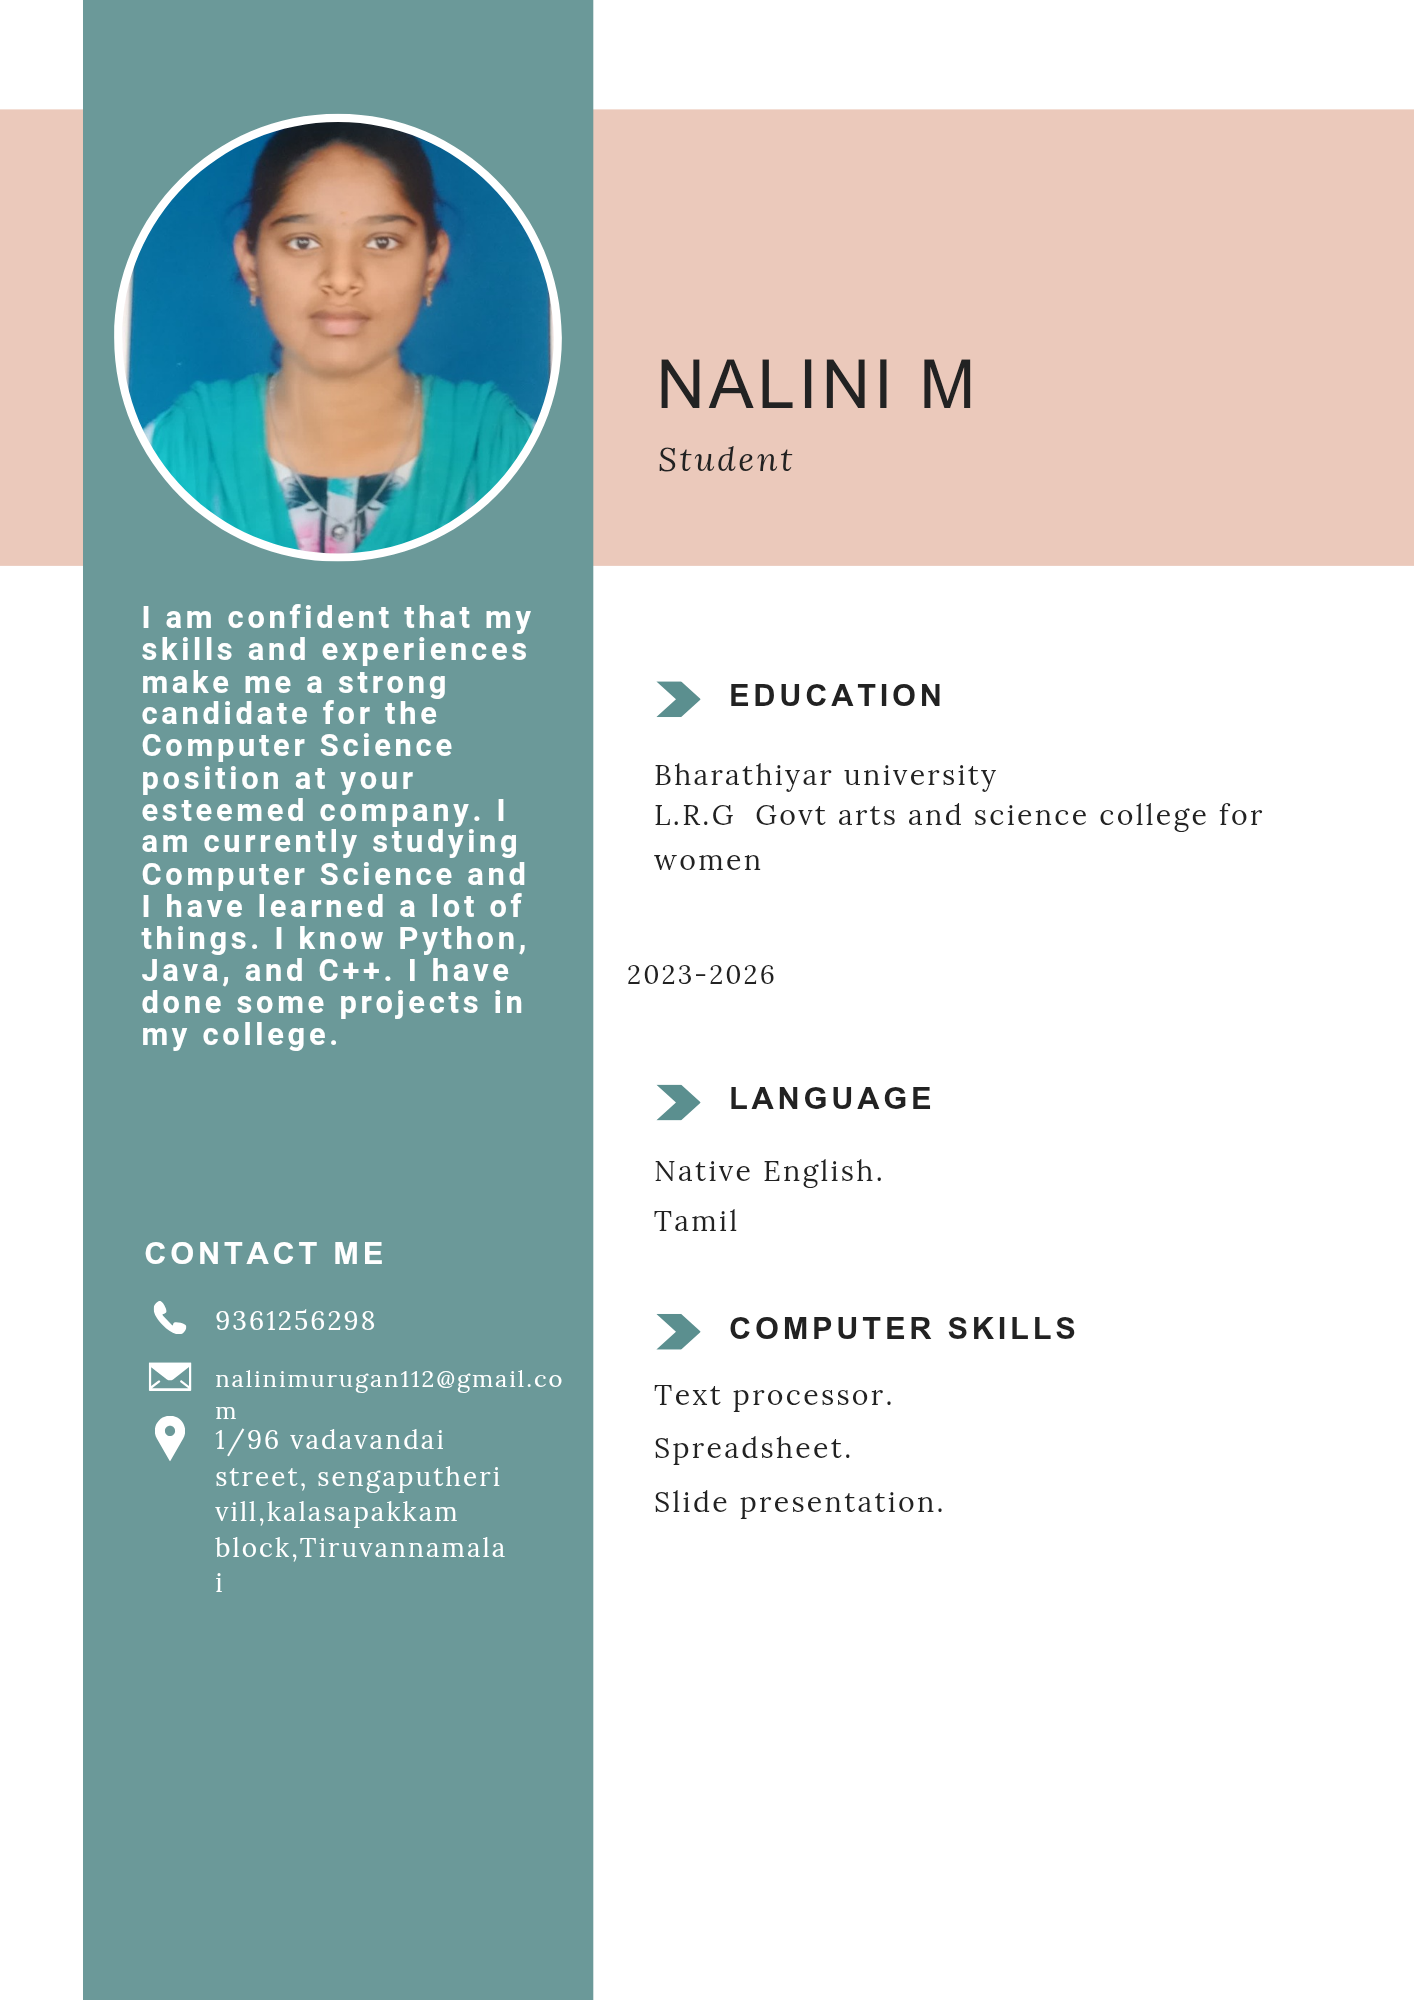 NALINI M
Student
I am confident that my
skills and experiences
make me a strong
candidate for the
Computer Science
position at your
esteemed company. I
am currently studying
Computer Science and
I have learned a lot of
things. I know Python,
Java, and C++. I have
done some projects in
my college.
CONTACT ME
9361256298
nalinimurugan112@gmail.co
m
1/96 vadavandai
street, sengaputheri
vill,kalasapakkam
block,Tiruvannamala
i
EDUCATION
Bharathiyar university
L.R.G  Govt arts and science college for
women
2023-2026
LANGUAGE
Native English.
Tamil
COMPUTER SKILLS
Text processor.
Spreadsheet.
Slide presentation.